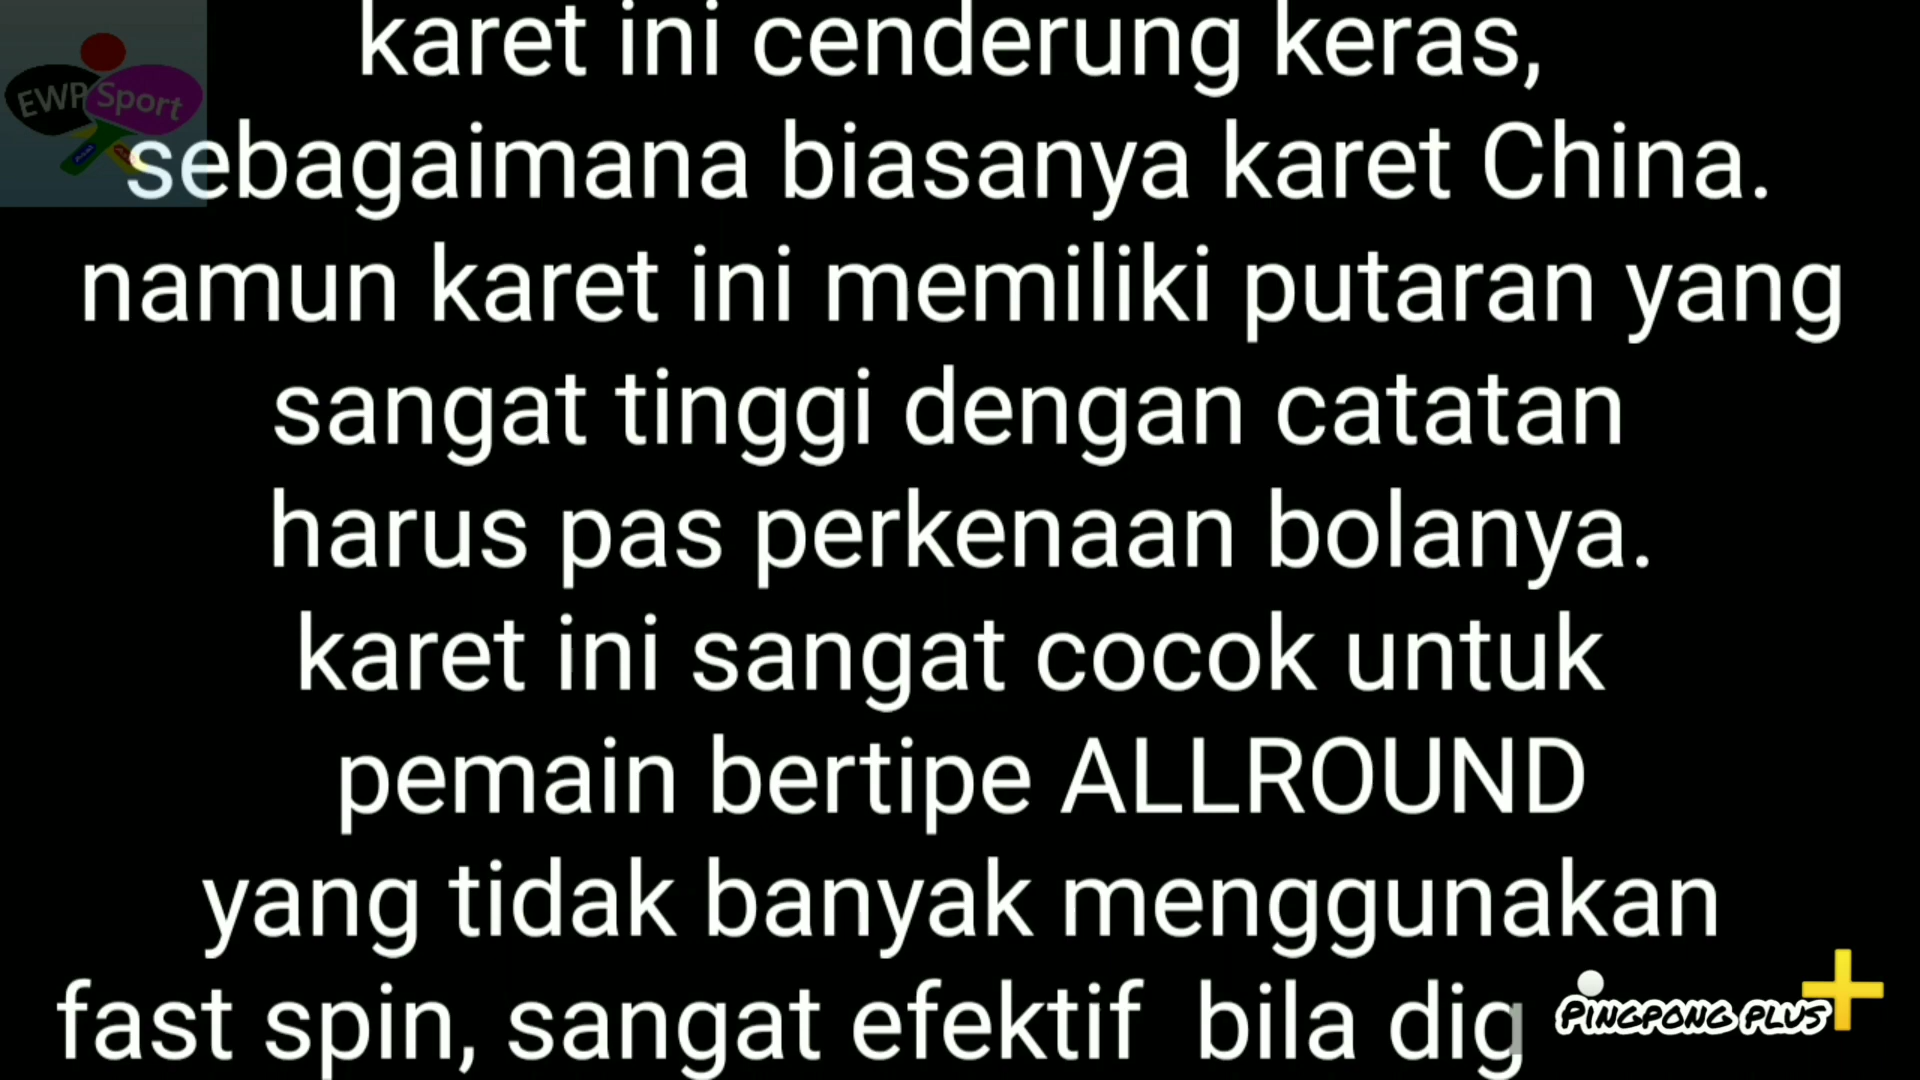 karet ini cenderung keras,
EWP Sport
sebagaimana biasanya karet China.
namun karet ini memiliki putaran yang
sangat tinggi dengan catatan
harus pas perkenaan bolanya.
karet ini sangat cocok untuk
pemain bertipe ALLROUND
yang tidak banyak menggunakan
fast spin, sangat efektif bila dig
PINGPONG PLUS